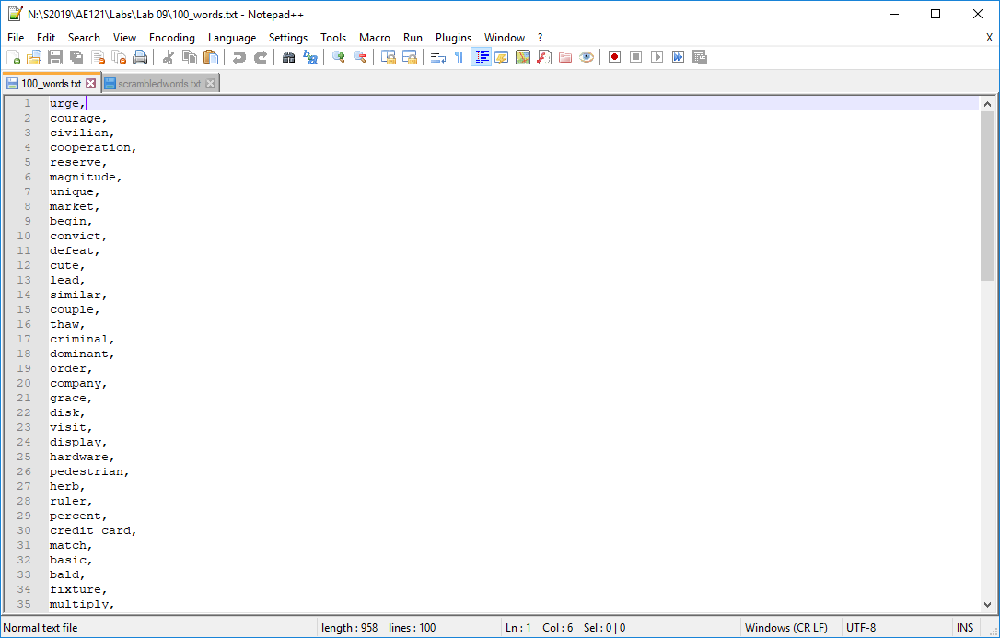 N:\S2019\AE121\Labs\Lab 09\100_words.txt - Notepad++
File Edit Search View Encoding Language Settings Tools Macro Run Plugins Window ? X
100_words.txt scrambledwords.txt
1 urge,
2 courage,
3 civilian,
4 cooperation,
5 reserve,
6 magnitude,
7 unique,
8 market,
9 begin,
10 convict,
11 defeat,
12 cute,
13 lead,
14 similar,
15 couple,
16 thaw,
17 criminal,
18 dominant,
19 order,
20 company,
21 grace,
22 disk,
23 visit,
24 display,
25 hardware,
26 pedestrian,
27 herb,
28 ruler,
29 percent,
30 credit card,
31 match,
32 basic,
33 bald,
34 fixture,
35 multiply,
Normal text file length : 958 lines : 100 Ln : 1 Col : 6 Sel : 0 | 0 Windows (CR LF) UTF-8 INS